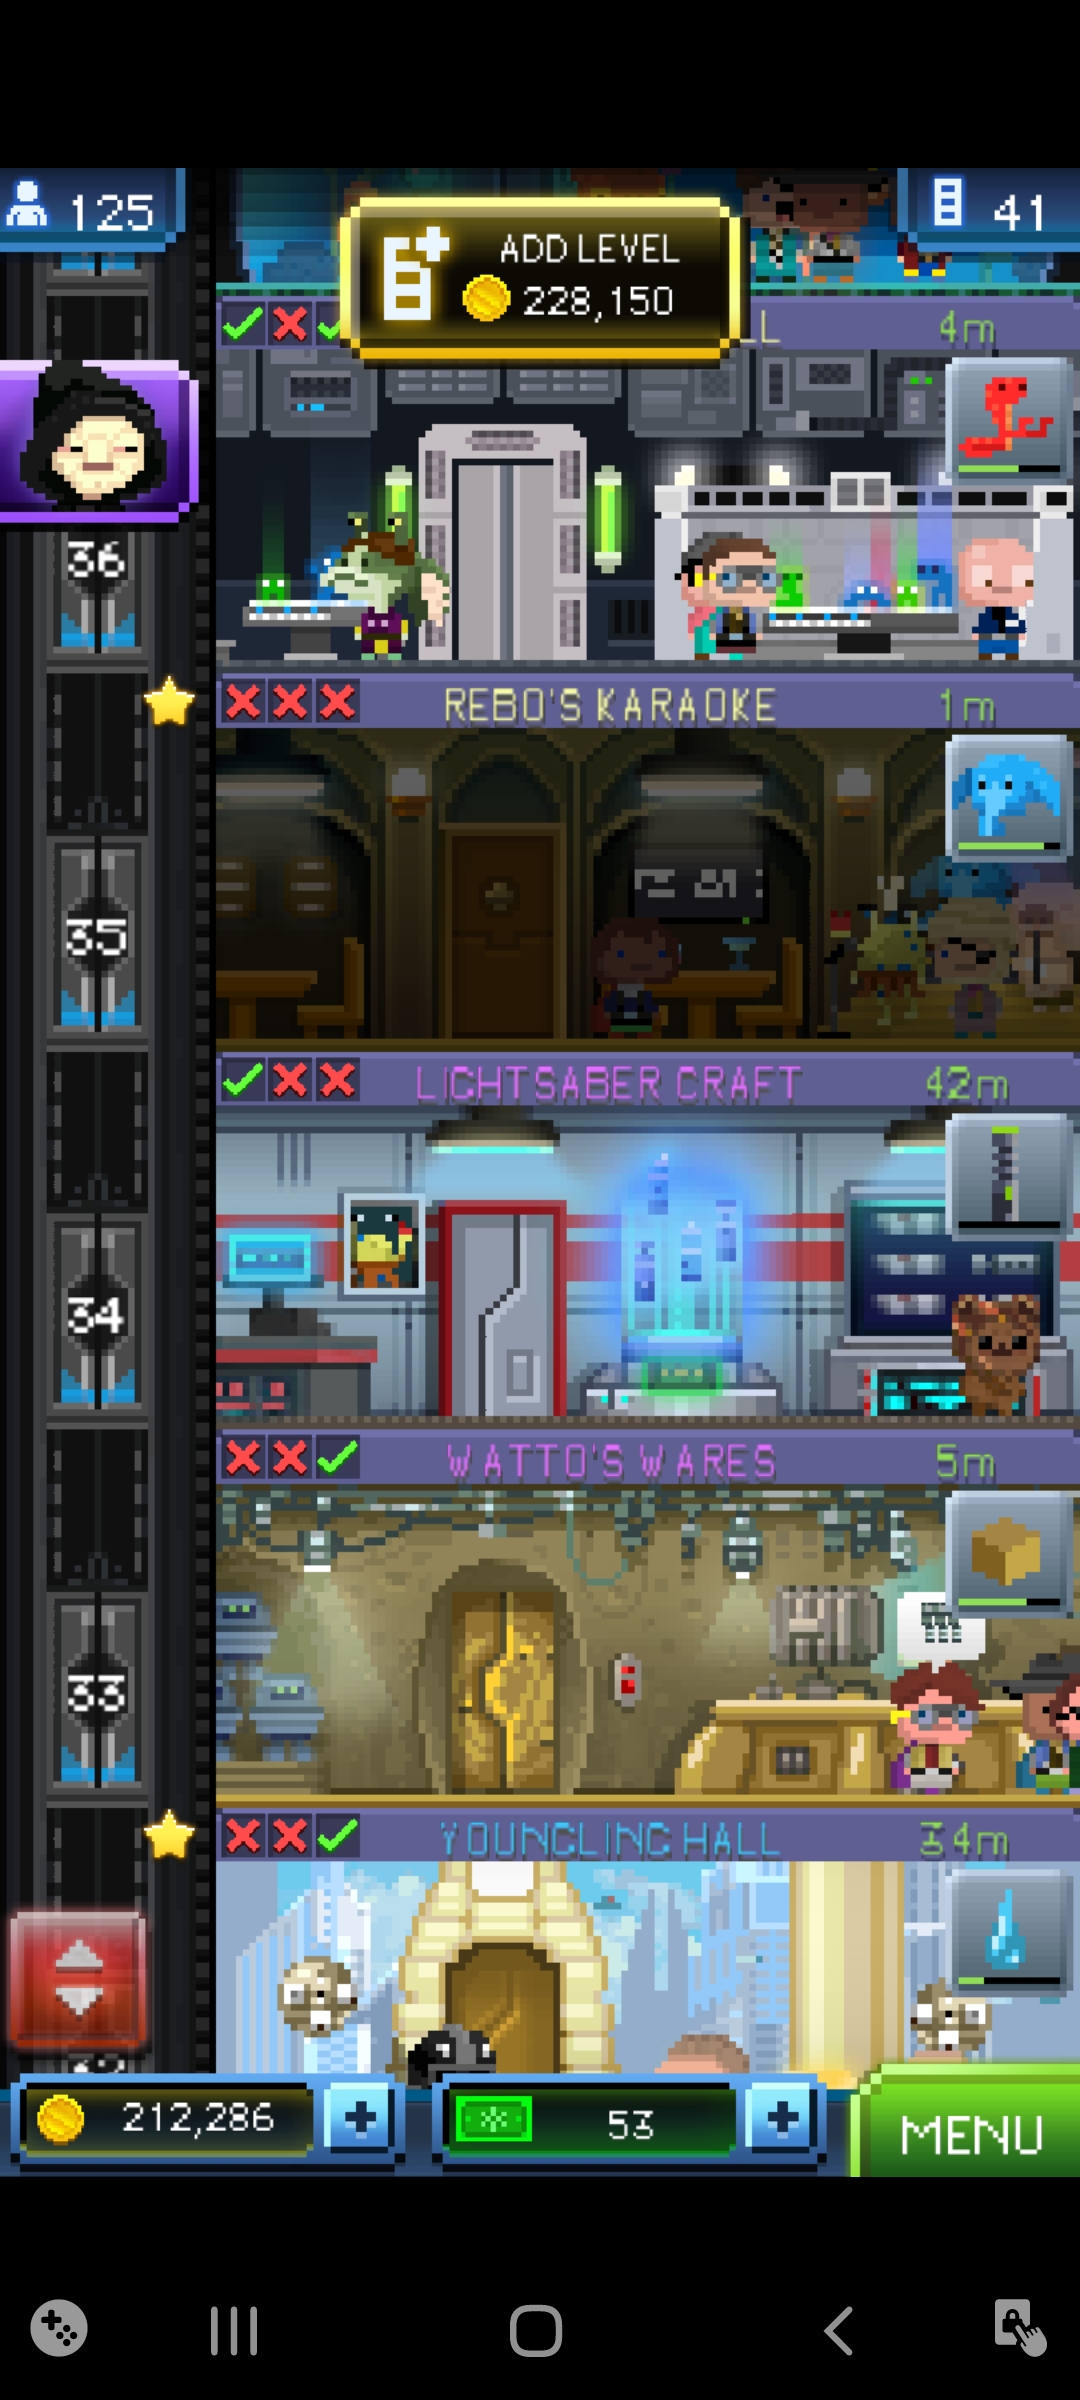 125
ADD LEVEL
228,150
41
LL
4m
36
REBO'S KARAOKE
1m
35
LIGHTSABER CRAFT
42m
34
WATTO'S WARES
5m
33
YOUNGLING HALL
34m
212,286
53
MENU